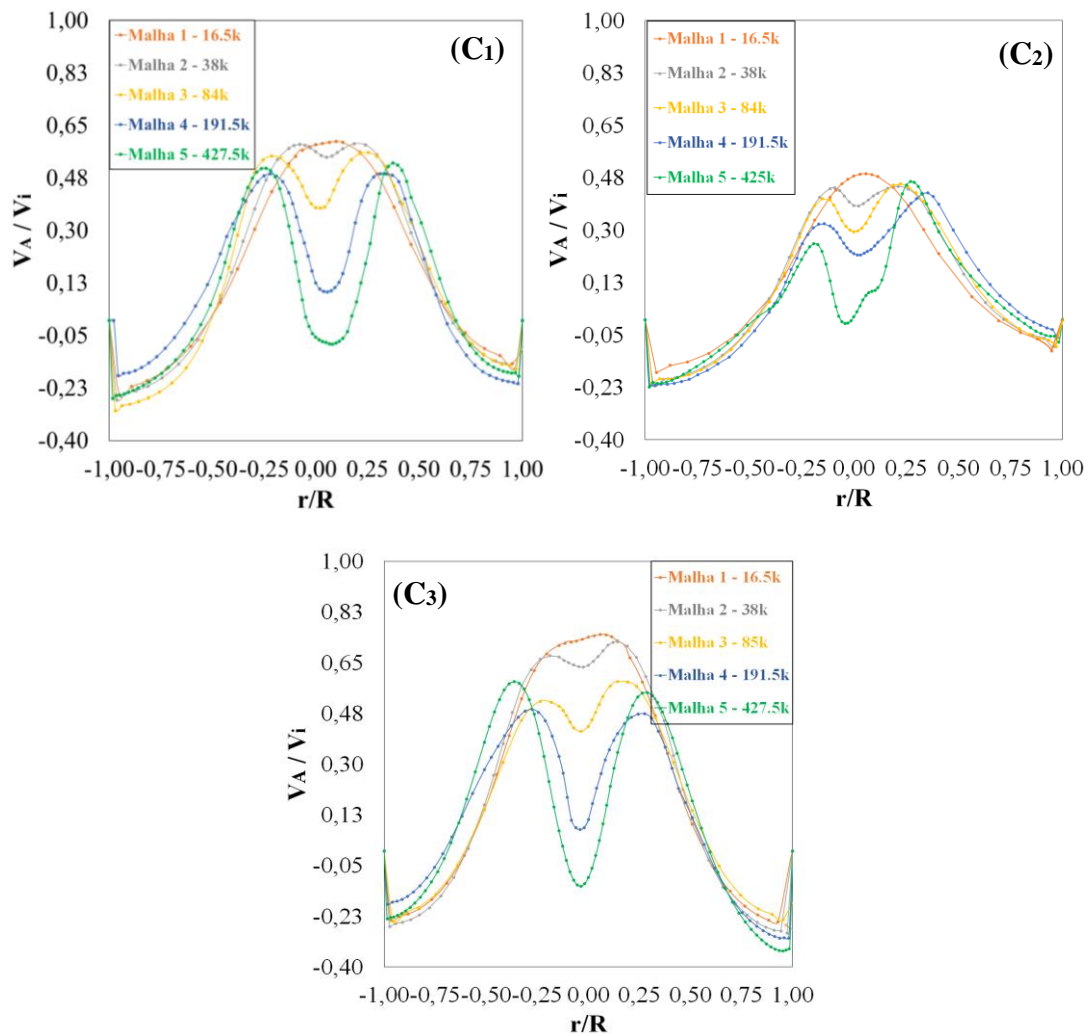 1,00
0,83
0,65
0,48
0,30
0,13
-0,05
-0,23
-0,40
VA / Vi
Malha 1 - 16.5k
Malha 2 - 38k
Malha 3 - 84k
Malha 4 - 191.5k
Malha 5 - 427.5k
(C1)
-1,00 -0,75 -0,50 -0,25 0,00 0,25 0,50 0,75 1,00
r/R
1,00
0,83
0,65
0,48
0,30
0,13
-0,05
-0,23
-0,40
VA / Vi
Malha 1 - 16.5k
Malha 2 - 38k
Malha 3 - 84k
Malha 4 - 191.5k
Malha 5 - 425k
(C2)
-1,00 -0,75 -0,50 -0,25 0,00 0,25 0,50 0,75 1,00
r/R
1,00
0,83
0,65
0,48
0,30
0,13
-0,05
-0,23
-0,40
VA / Vi
(C3)
Malha 1 - 16.5k
Malha 2 - 38k
Malha 3 - 85k
Malha 4 - 191.5k
Malha 5 - 427.5k
-1,00 -0,75 -0,50 -0,25 0,00 0,25 0,50 0,75 1,00
r/R